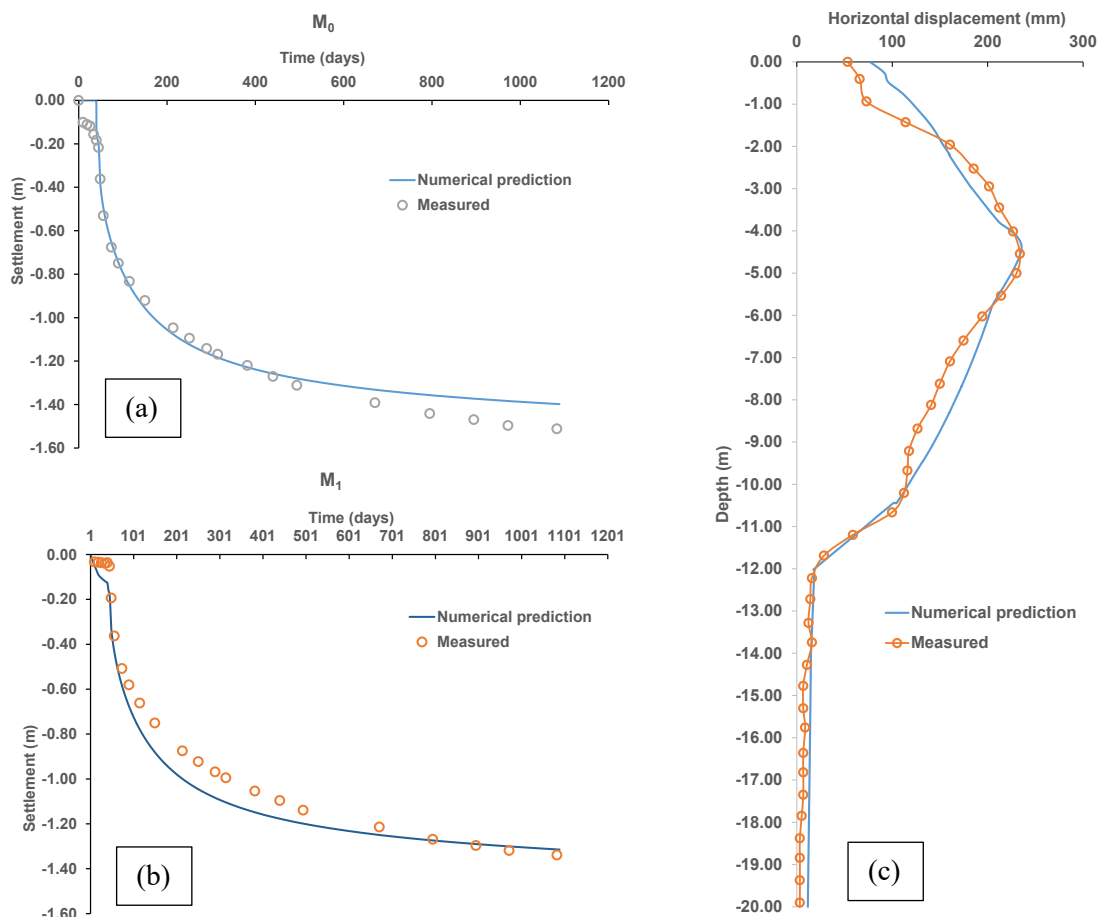 M₀
Time (days)
0 200 400 600 800 1000 1200
0.00
-0.20
-0.40
-0.60
-0.80
-1.00
-1.20
-1.40
-1.60
Settlement (m)
Numerical prediction
Measured
(a)
M₁
Time (days)
1 101 201 301 401 501 601 701 801 901 1001 1101 1201
0.00
-0.20
-0.40
-0.60
-0.80
-1.00
-1.20
-1.40
-1.60
Settlement (m)
Numerical prediction
Measured
(b)
Horizontal displacement (mm)
0 100 200 300
0.00
-1.00
-2.00
-3.00
-4.00
-5.00
-6.00
-7.00
-8.00
-9.00
-10.00
-11.00
-12.00
-13.00
-14.00
-15.00
-16.00
-17.00
-18.00
-19.00
-20.00
Depth (m)
Numerical prediction
Measured
(c)